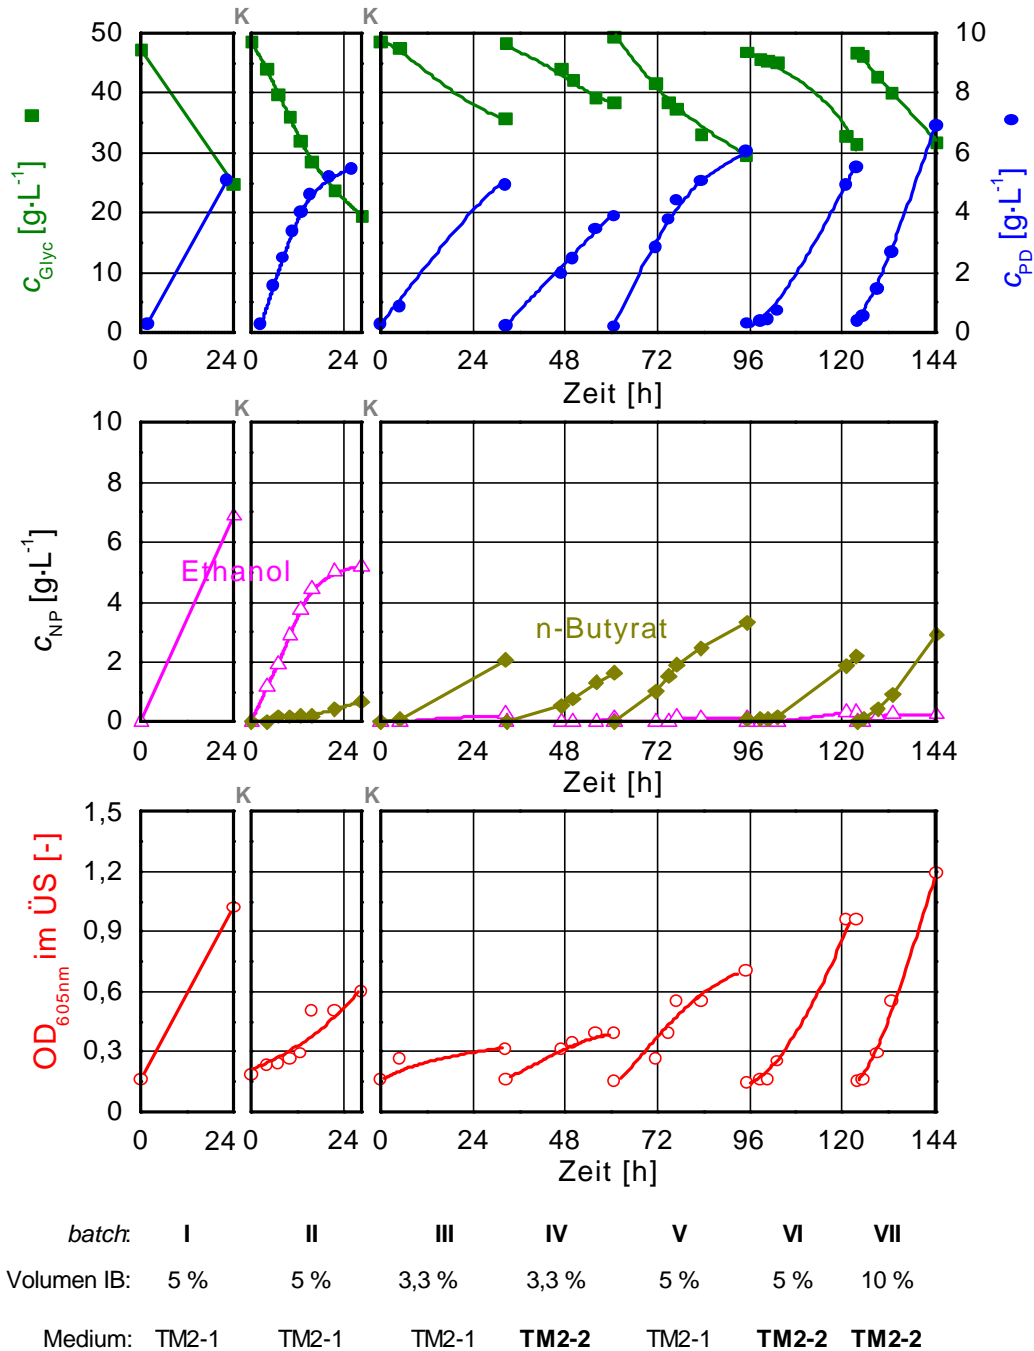 K K
c_Glyc [g·L⁻¹]
50
40
30
20
10
0
10
8
6
4
2
0
c_PD [g·L⁻¹]
0 24 0 24 0 24 48 72 96 120 144
Zeit [h]
K K
c_NP [g·L⁻¹]
10
8
6
4
2
0
Ethanol
n-Butyrat
0 24 0 24 0 24 48 72 96 120 144
Zeit [h]
K K
OD_605nm im ÜS [-]
1,5
1,2
0,9
0,6
0,3
0
0 24 0 24 0 24 48 72 96 120 144
Zeit [h]
batch: I II III IV V VI VII
Volumen IB: 5 % 5 % 3,3 % 3,3 % 5 % 5 % 10 %
Medium: TM2-1 TM2-1 TM2-1 TM2-2 TM2-1 TM2-2 TM2-2